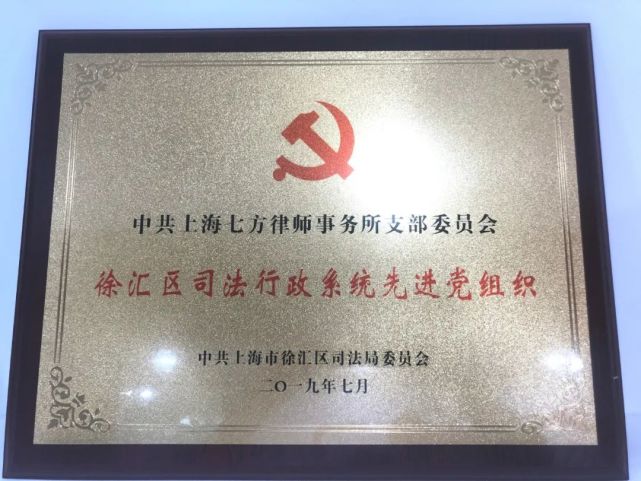 中共上海七方律师事务所支部委员会
徐汇区司法行政系统先进党组织
中共上海市徐汇区司法局委员会
二〇一九年七月